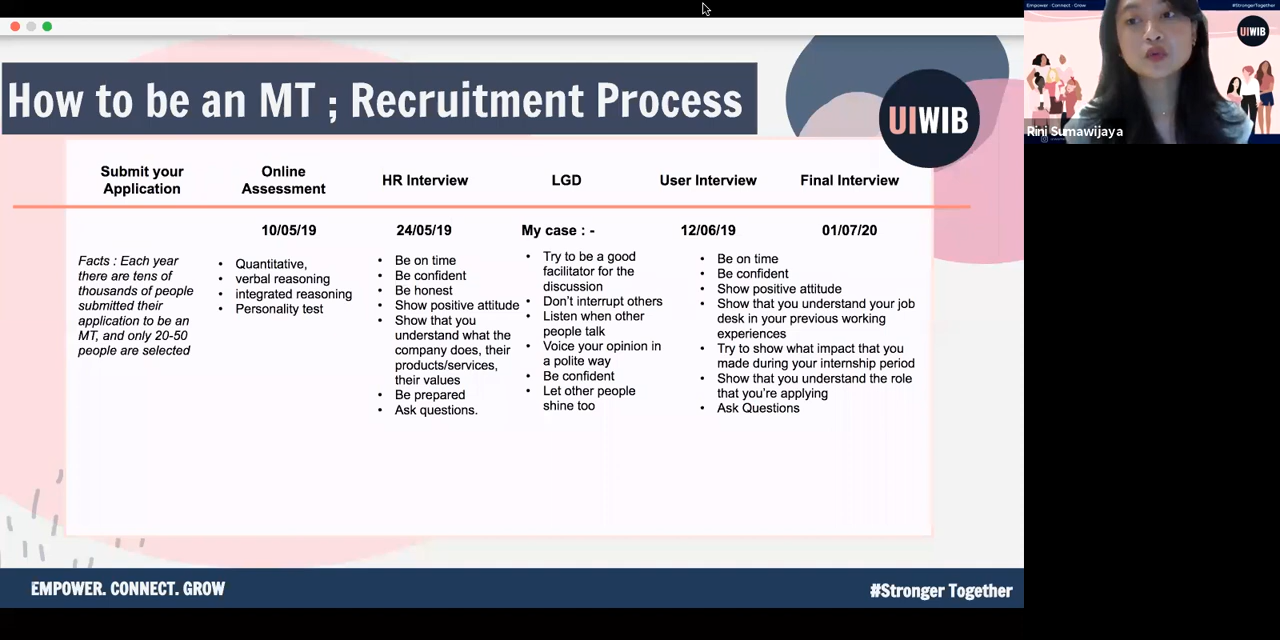 How to be an MT ; Recruitment Process
UIWIB
Submit your
Application
Online
Assessment
HR Interview
LGD
User Interview
Final Interview
10/05/19
24/05/19
My case : -
12/06/19
01/07/20
Facts : Each year
there are tens of
thousands of people
submitted their
application to be an
MT, and only 20-50
people are selected
• Quantitative,
• verbal reasoning
• integrated reasoning
• Personality test
• Be on time
• Be confident
• Be honest
• Show positive attitude
• Show that you
understand what the
company does, their
products/services,
their values
• Be prepared
• Ask questions.
• Try to be a good
facilitator for the
discussion
• Don't interrupt others
• Listen when other
people talk
• Voice your opinion in
a polite way
• Be confident
• Let other people
shine too
• Be on time
• Be confident
• Show positive attitude
• Show that you understand your job
desk in your previous working
experiences
• Try to show what impact that you
made during your internship period
• Show that you understand the role
that you're applying
• Ask Questions
EMPOWER. CONNECT. GROW
#Stronger Together
Empower · Connect · Grow
#StrongerTogether
UIWIB
Rini Sumawijaya